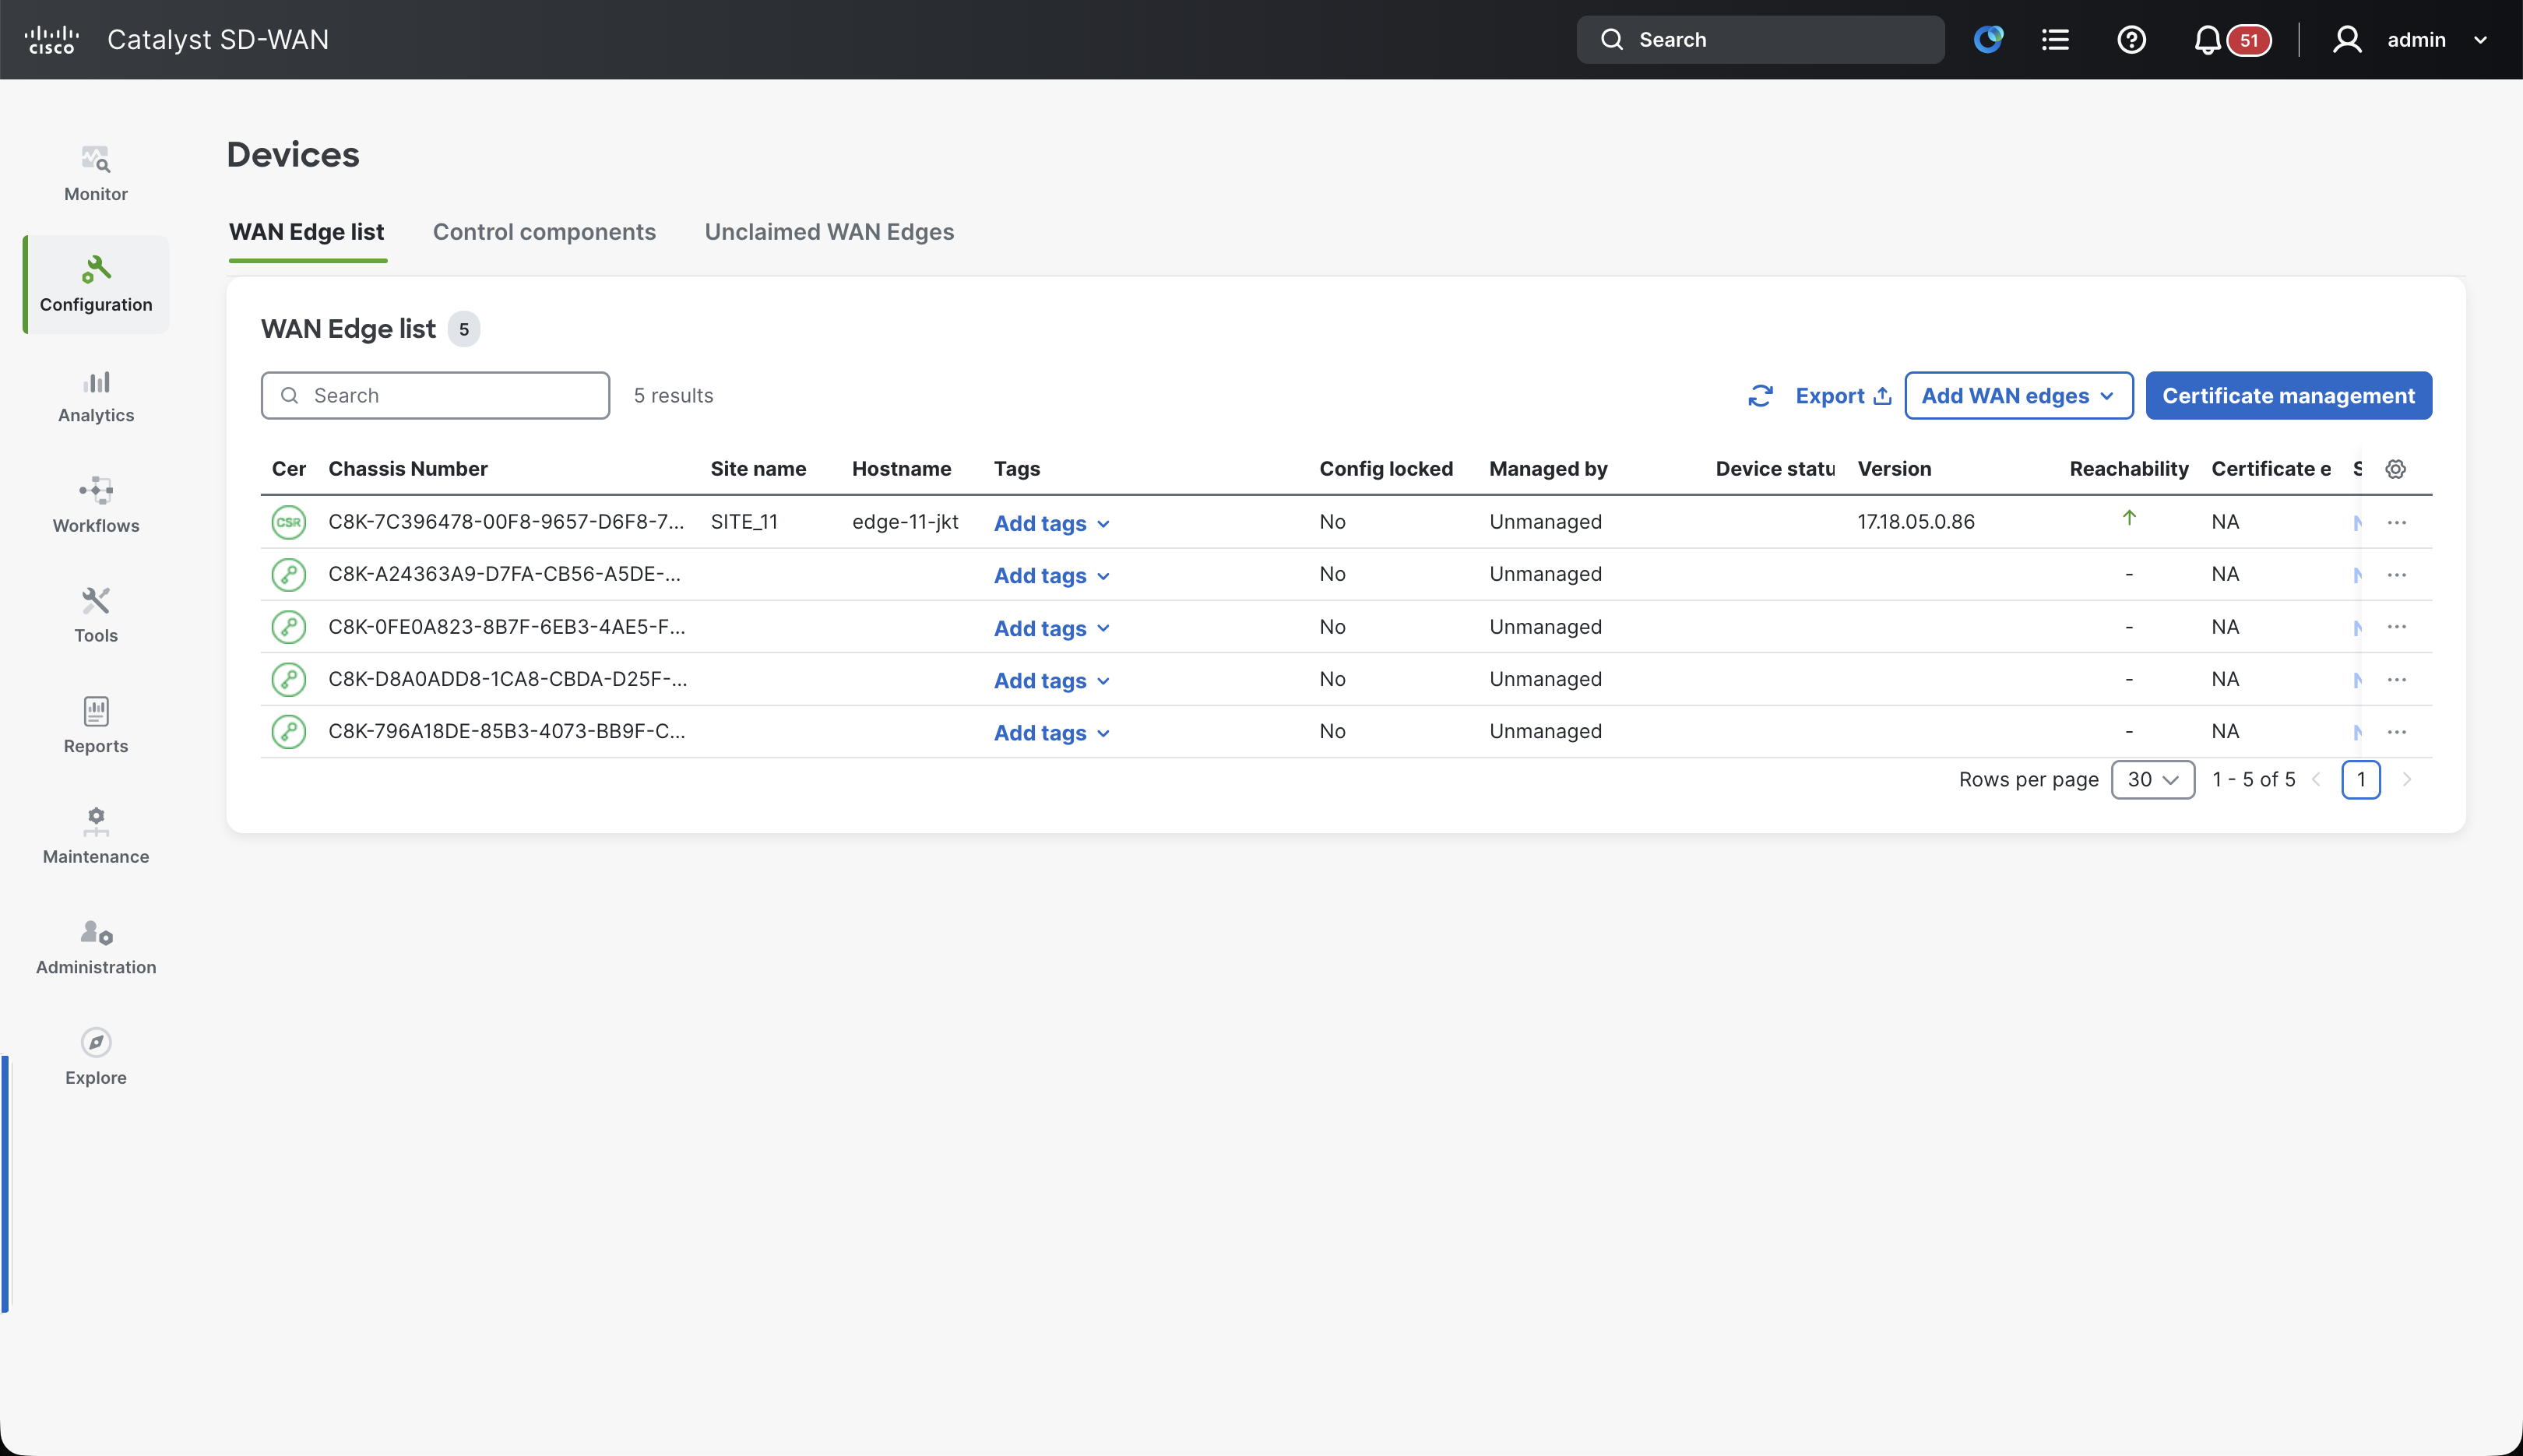 CISCO Catalyst SD-WAN Search 51 admin
Monitor
Configuration
Analytics
Workflows
Tools
Reports
Maintenance
Administration
Explore
Devices
WAN Edge list Control components Unclaimed WAN Edges
WAN Edge list 5
Search 5 results Export Add WAN edges Certificate management
Cer Chassis Number Site name Hostname Tags Config locked Managed by Device statu Version Reachability Certificate e S
CSR C8K-7C396478-00F8-9657-D6F8-7... SITE_11 edge-11-jkt Add tags No Unmanaged 17.18.05.0.86 NA N ...
C8K-A24363A9-D7FA-CB56-A5DE-... Add tags No Unmanaged - NA N ...
C8K-0FE0A823-8B7F-6EB3-4AE5-F... Add tags No Unmanaged - NA N ...
C8K-D8A0ADD8-1CA8-CBDA-D25F-... Add tags No Unmanaged - NA N ...
C8K-796A18DE-85B3-4073-BB9F-C... Add tags No Unmanaged - NA N ...
Rows per page 30 1 - 5 of 5 1